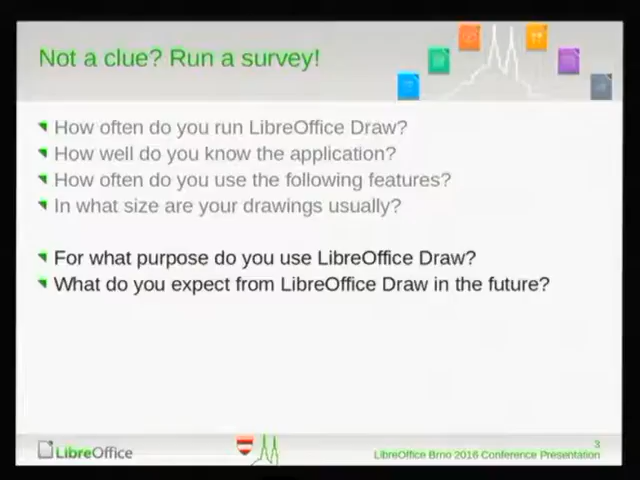 Not a clue? Run a survey!
How often do you run LibreOffice Draw?
How well do you know the application?
How often do you use the following features?
In what size are your drawings usually?
For what purpose do you use LibreOffice Draw?
What do you expect from LibreOffice Draw in the future?
LibreOffice
3
LibreOffice Brno 2016 Conference Presentation